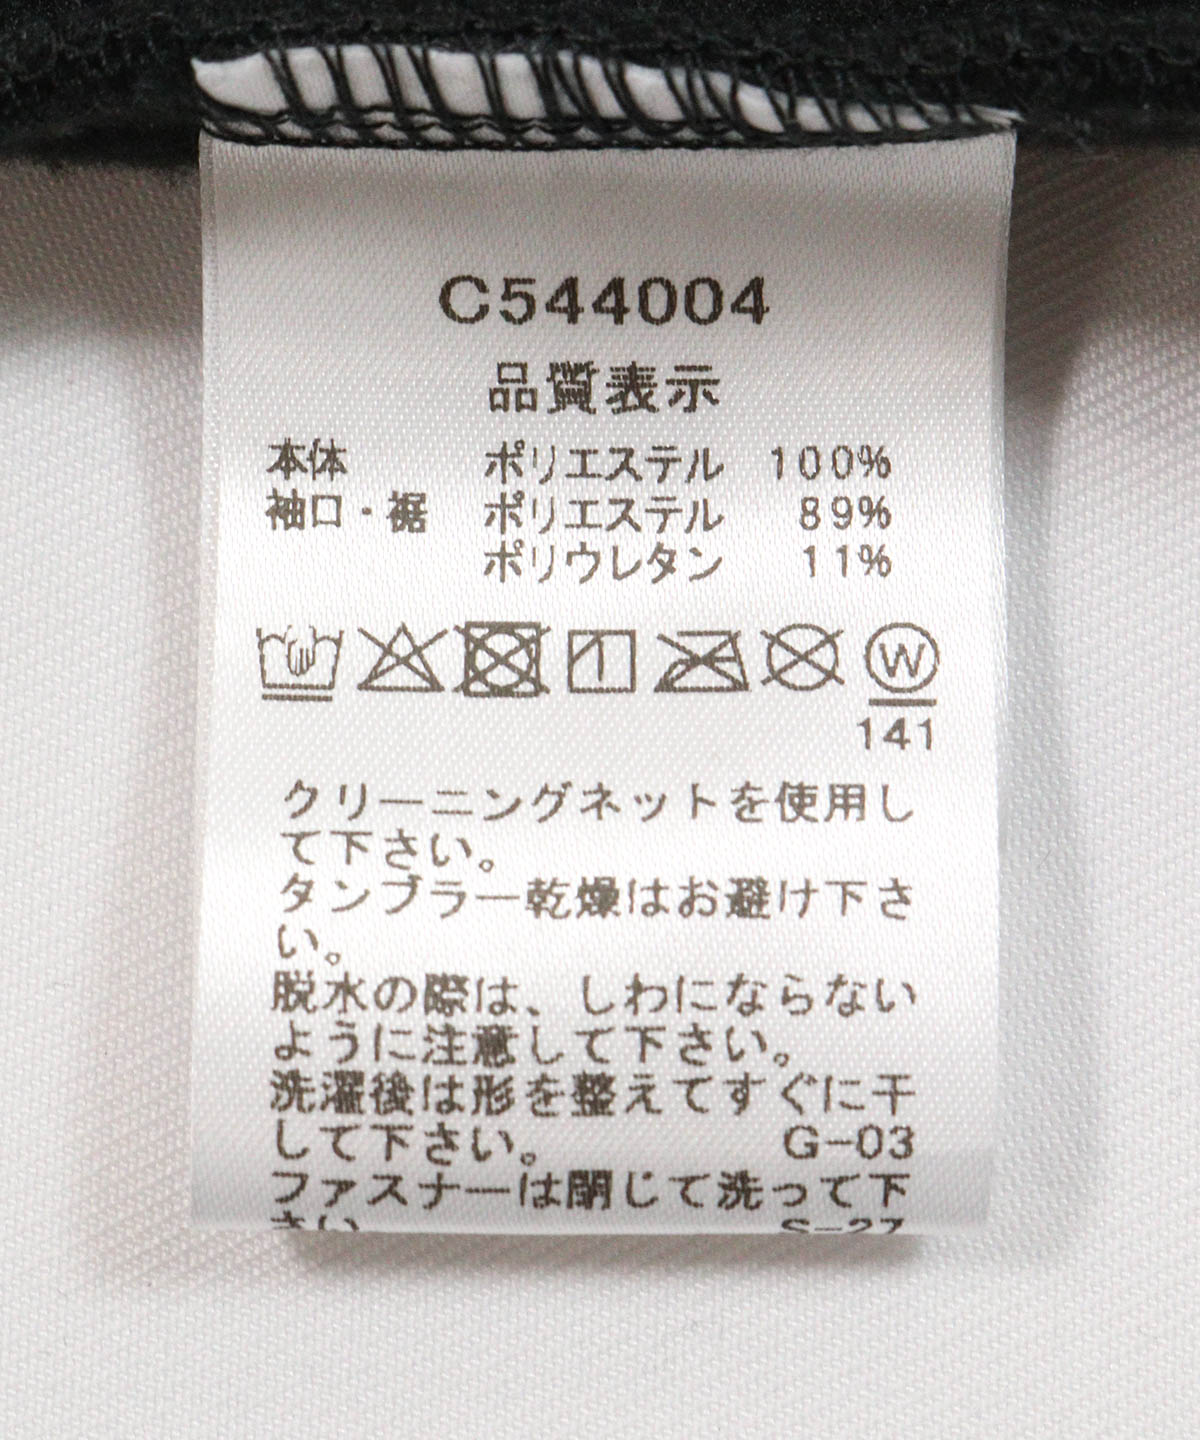 C544004
品質表示
本体 ポリエステル 100%
袖口・裾 ポリエステル 89%
ポリウレタン 11%
W
141
クリーニングネットを使用し
て下さい。
タンブラー乾燥はお避け下さ
い。
脱水の際は、しわにならない
ように注意して下さい。
洗濯後は形を整えてすぐに干
して下さい。 G-03
ファスナーは閉じて洗って下
さい S-27